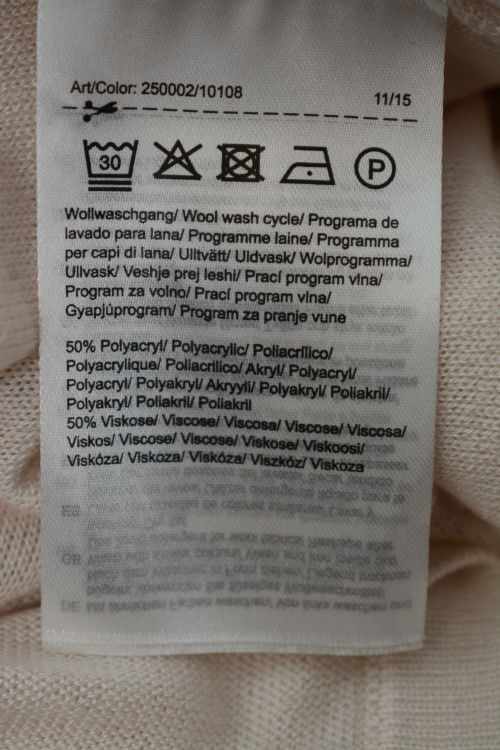 Art/Color: 250002/10108
11/15
30
P
Wollwaschgang/ Wool wash cycle/ Programa de
lavado para lana/ Programme laine/ Programma
per capi di lana/ Ulltvätt/ Uldvask/ Wolprogramma/
Ullvask/ Veshje prej leshi/ Prací program vlna/
Program za volno/ Prací program vlna/
Gyapjúprogram/ Program za pranje vune
50% Polyacryl/ Polyacrylic/ Poliacrílico/
Polyacrylique/ Poliacrilico/ Akryl/ Polyacryl/
Polyacryl/ Polyakryl/ Akryyli/ Polyakryl/ Poliakril/
Polyakryl/ Poliakril/ Poliakril
50% Viskose/ Viscose/ Viscosa/ Viscose/ Viscosa/
Viskos/ Viscose/ Viscose/ Viskose/ Viskoosi/
Viskóza/ Viskoza/ Viskóza/ Viszkóz/ Viskoza